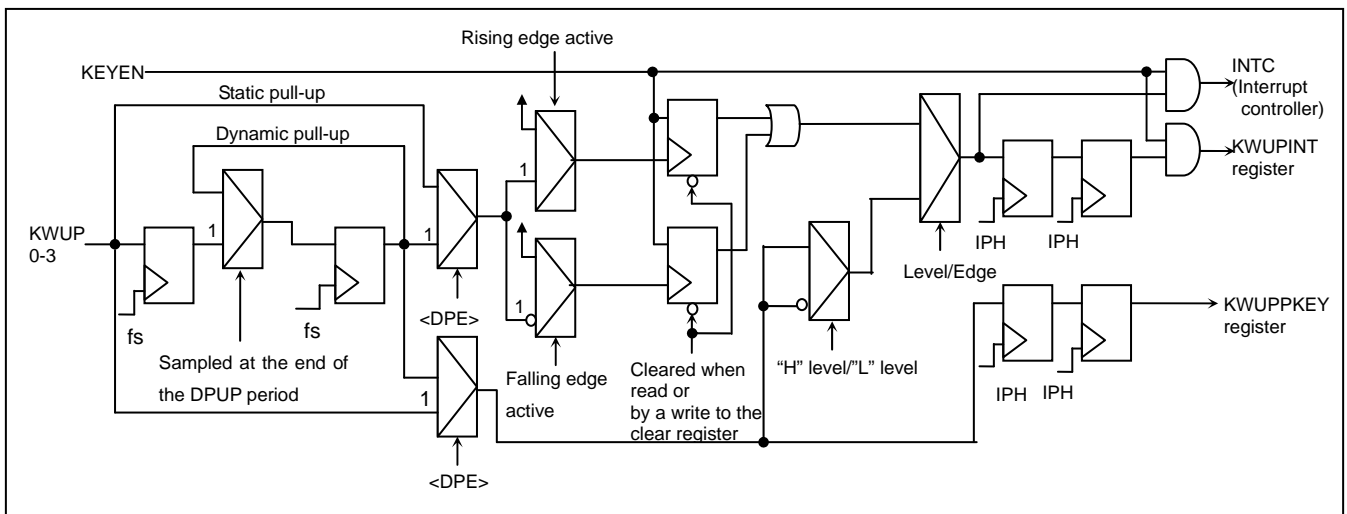 Rising edge active
KEYEN
INTC
(Interrupt
controller)
Static pull-up
Dynamic pull-up
KWUPINT
register
1
1
1
1
KWUP
0-3
fs
fs
<DPE>
1
IPH
IPH
Level/Edge
Sampled at the end of
the DPUP period
1
Falling edge
active
Cleared when
read or
by a write to the
clear register
“H” level/”L” level
KWUPPKEY
register
IPH
IPH
<DPE>